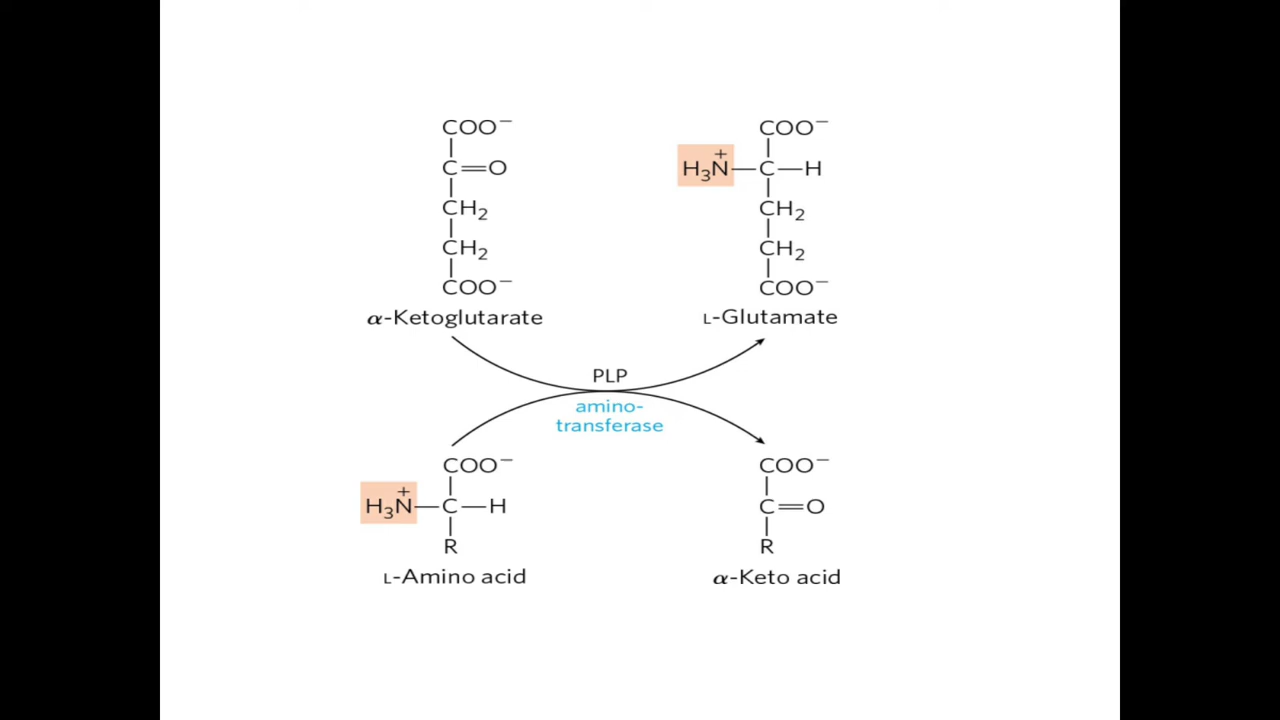 COO⁻
C=O
CH₂
CH₂
COO⁻
α-Ketoglutarate
COO⁻
H₃N⁺—C—H
CH₂
CH₂
COO⁻
L-Glutamate
PLP
amino-
transferase
COO⁻
H₃N⁺—C—H
R
L-Amino acid
COO⁻
C=O
R
α-Keto acid